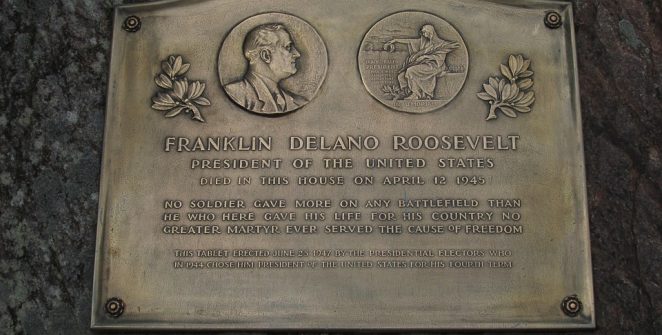 FRANKLIN DELANO ROOSEVELT
PRESIDENT OF THE UNITED STATES
DIED IN THIS HOUSE ON APRIL 12 1945
NO SOLDIER GAVE MORE ON ANY BATTLEFIELD THAN
HE WHO HERE GAVE HIS LIFE FOR HIS COUNTRY NO
GREATER MARTYR EVER SERVED THE CAUSE OF FREEDOM
THIS TABLET ERECTED JUNE 25 1947 BY THE PRESIDENTIAL ELECTORS WHO
IN 1944 CHOSE HIM PRESIDENT OF THE UNITED STATES FOR HIS FOURTH TERM